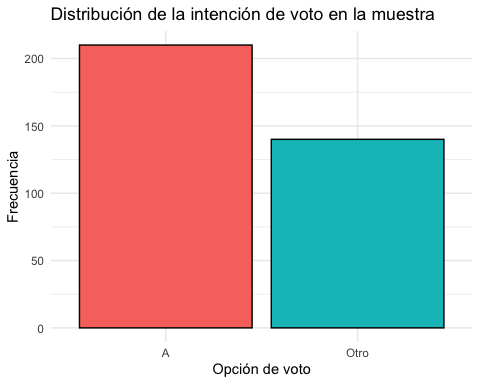 Distribución de la intención de voto en la muestra
Frecuencia
200
150
100
50
0
A
Otro
Opción de voto